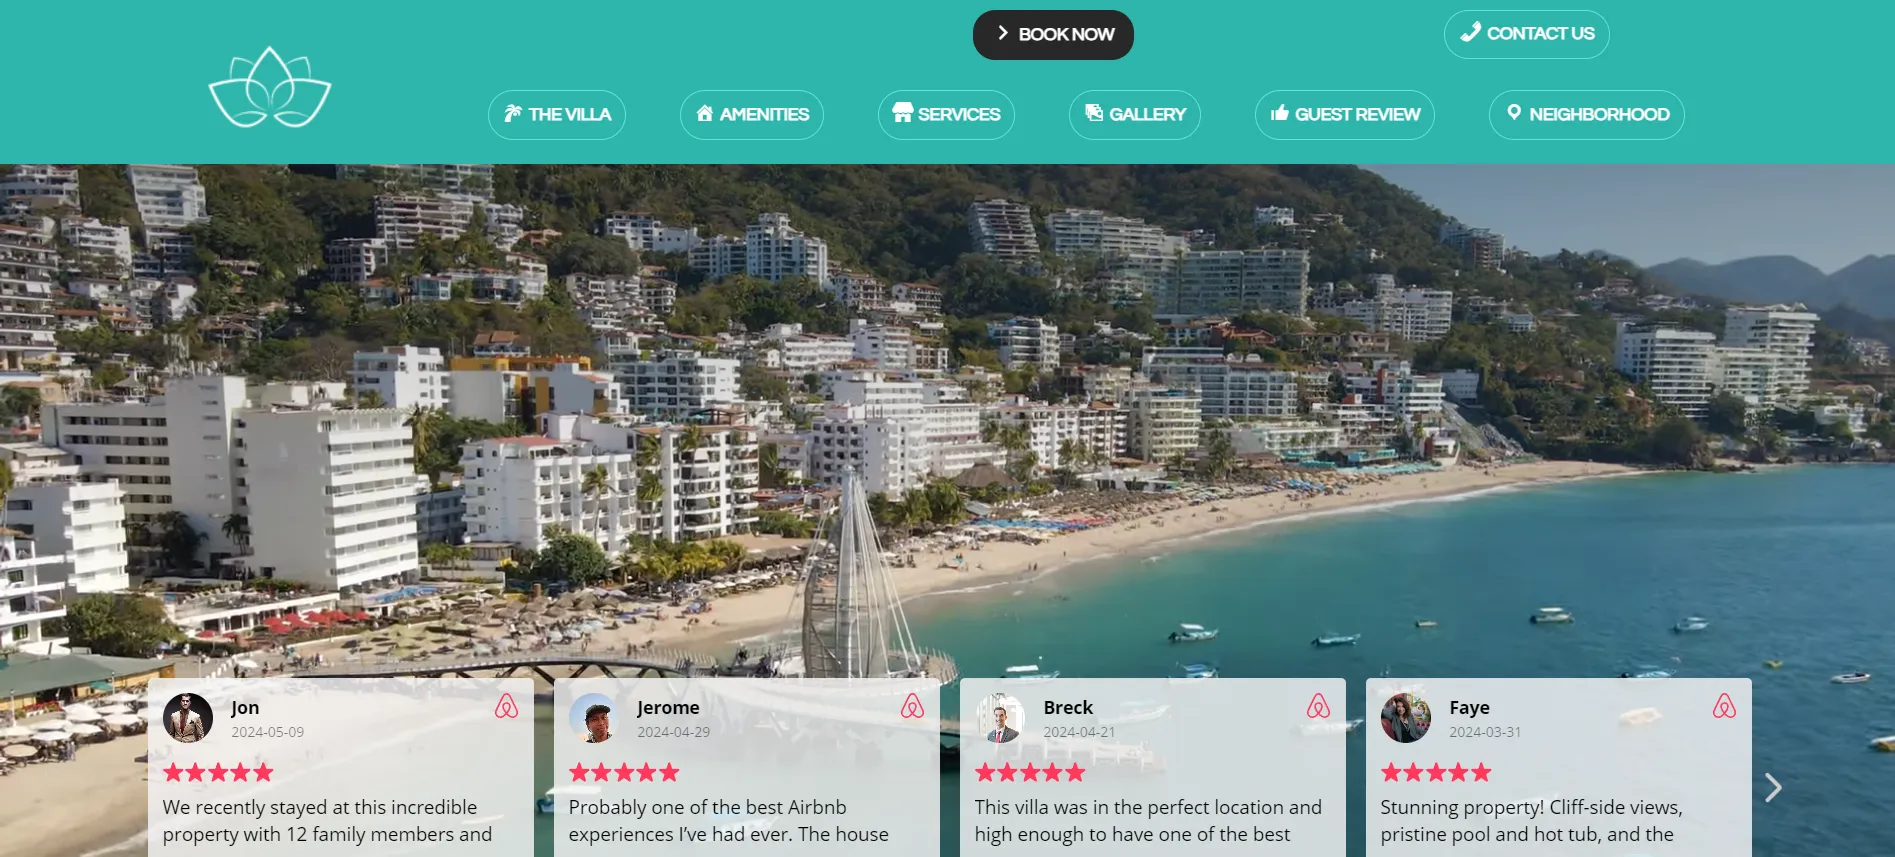 BOOK NOW
CONTACT US
THE VILLA
AMENITIES
SERVICES
GALLERY
GUEST REVIEW
NEIGHBORHOOD
Jon
2024-05-09
We recently stayed at this incredible
property with 12 family members and
Jerome
2024-04-29
Probably one of the best Airbnb
experiences I’ve had ever. The house
Breck
2024-04-21
This villa was in the perfect location and
high enough to have one of the best
Faye
2024-03-31
Stunning property! Cliff-side views,
pristine pool and hot tub, and the